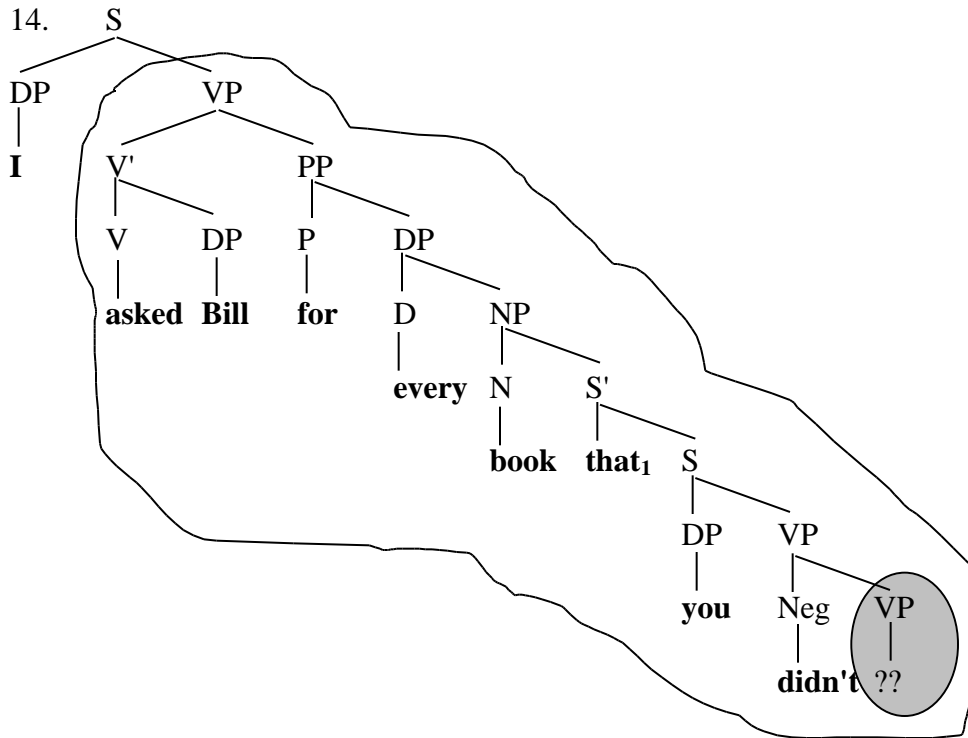 14. S
DP VP
I V' PP
V DP P DP
asked Bill for D NP
every N S'
book that₁ S
DP VP
you Neg VP
didn't ??